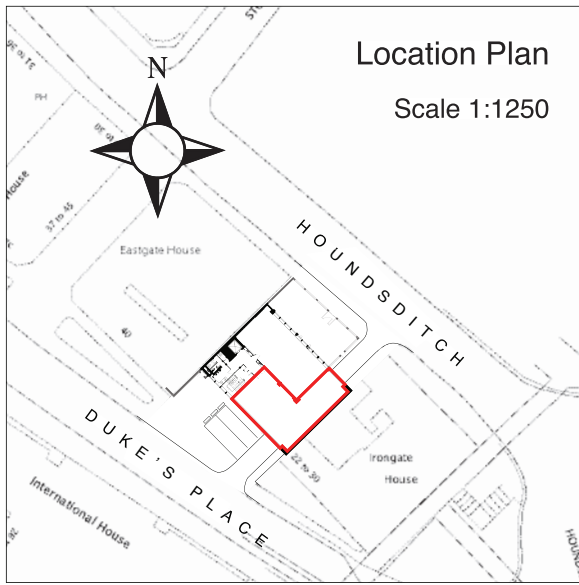 Location Plan
Scale 1:1250
N
PH
House
37 to 45
Eastgate House
40
HOUNDSDITCH
DUKE'S PLACE
22 to 30
Irongate
House
International House